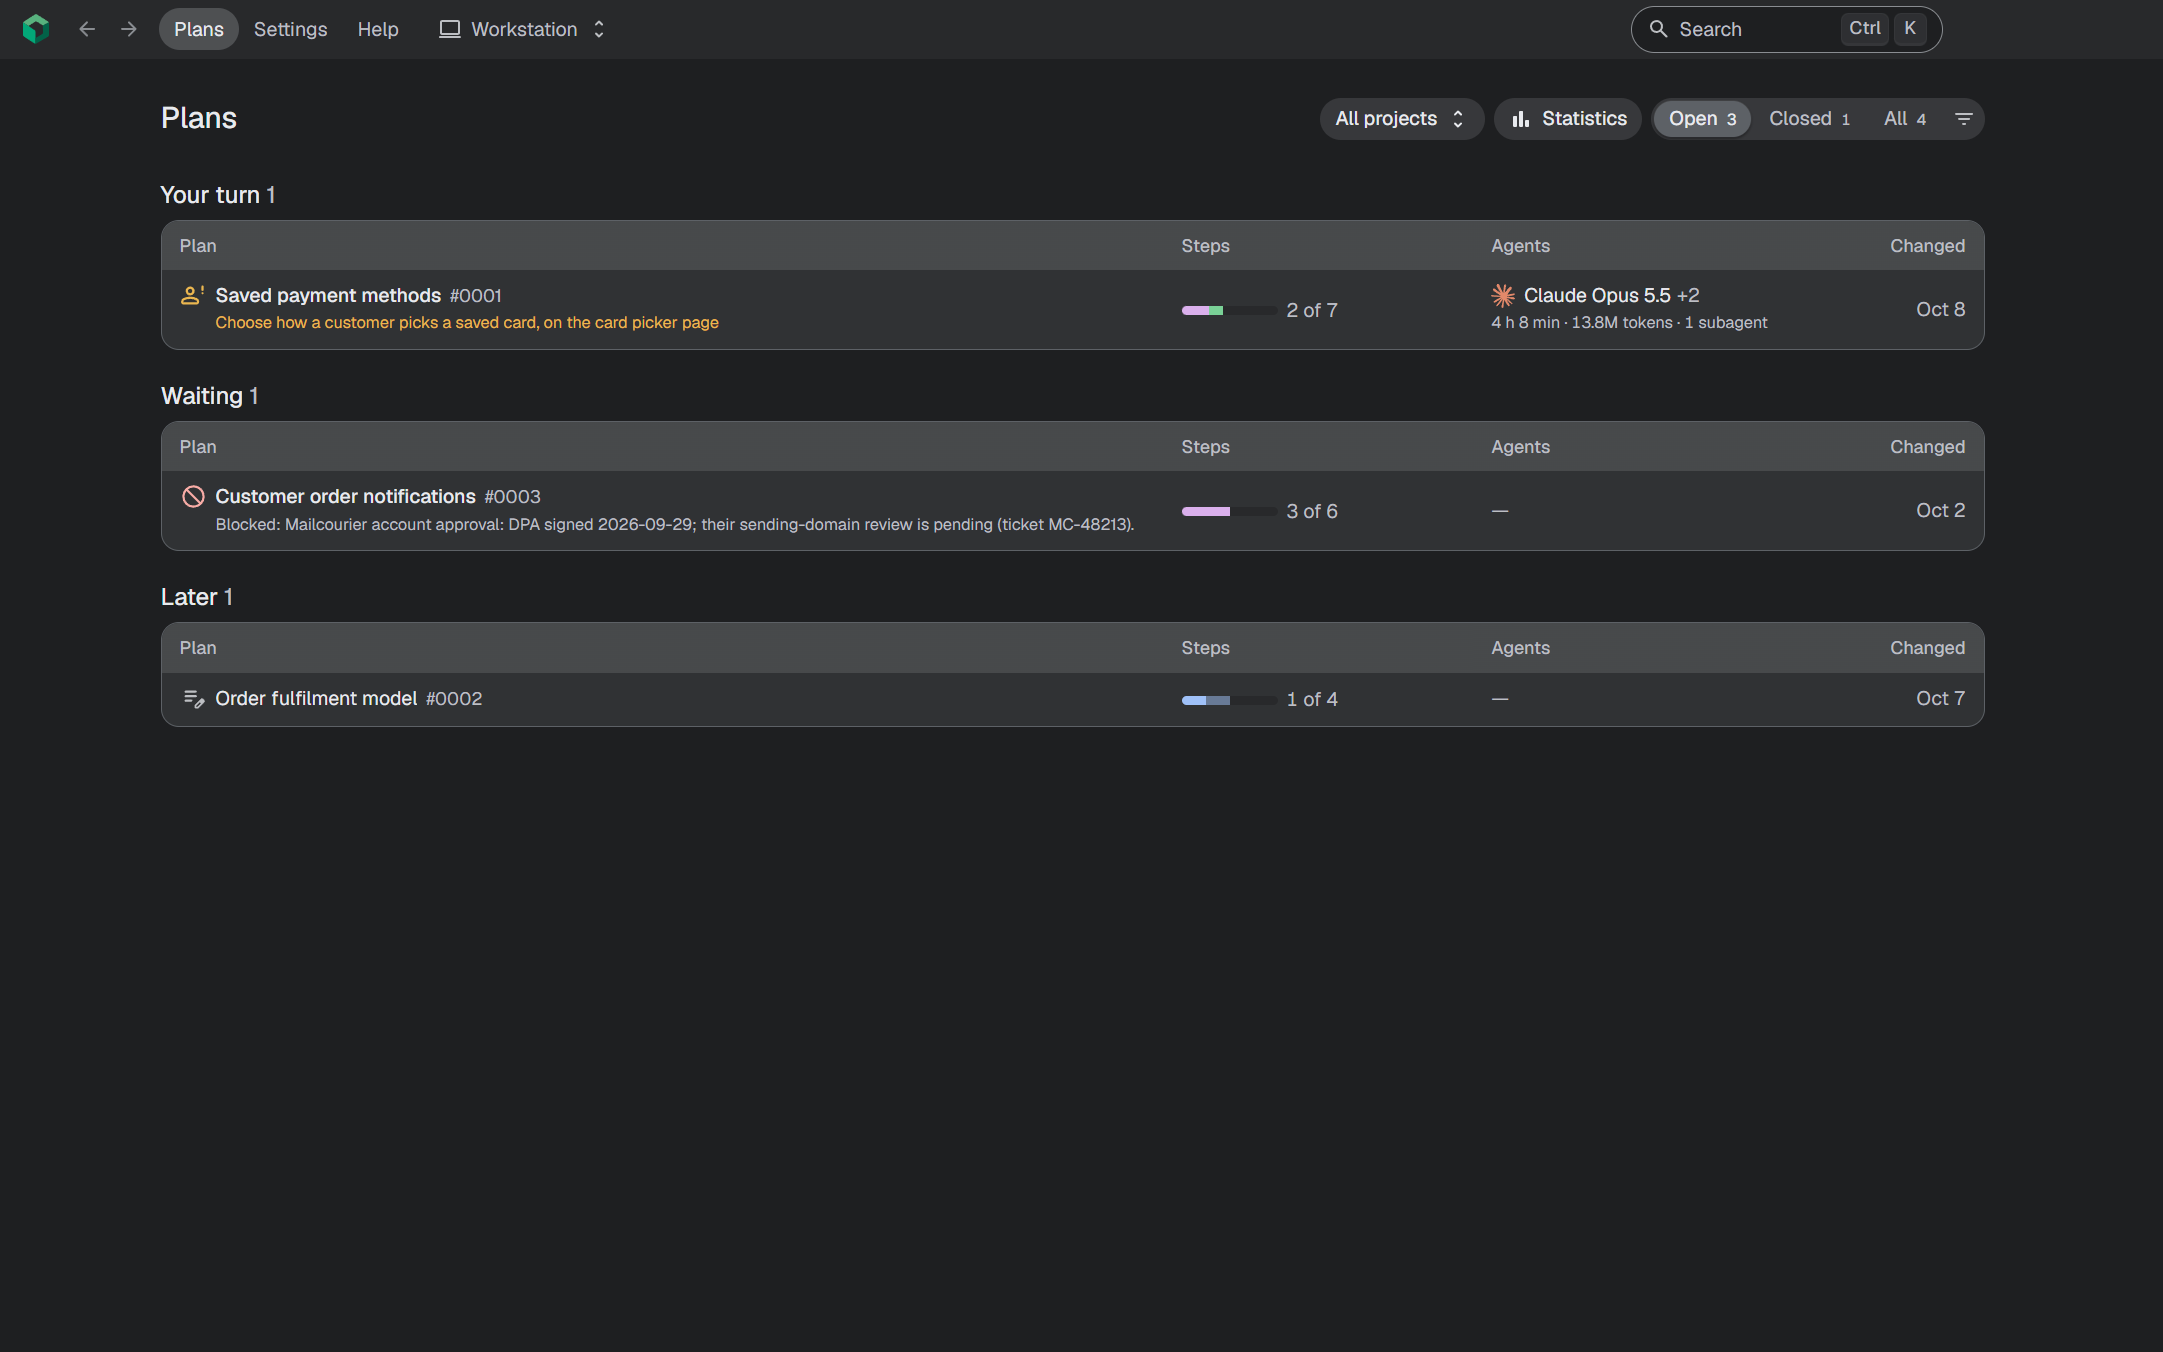 Plans Settings Help Workstation Search Ctrl K
Plans
All projects Statistics Open 3 Closed 1 All 4
Your turn 1
Plan Steps Agents Changed
Saved payment methods #0001 2 of 7 Claude Opus 5.5 +2 Oct 8
Choose how a customer picks a saved card, on the card picker page 4 h 8 min · 13.8M tokens · 1 subagent
Waiting 1
Plan Steps Agents Changed
Customer order notifications #0003 3 of 6 — Oct 2
Blocked: Mailcourier account approval: DPA signed 2026-09-29; their sending-domain review is pending (ticket MC-48213).
Later 1
Plan Steps Agents Changed
Order fulfilment model #0002 1 of 4 — Oct 7